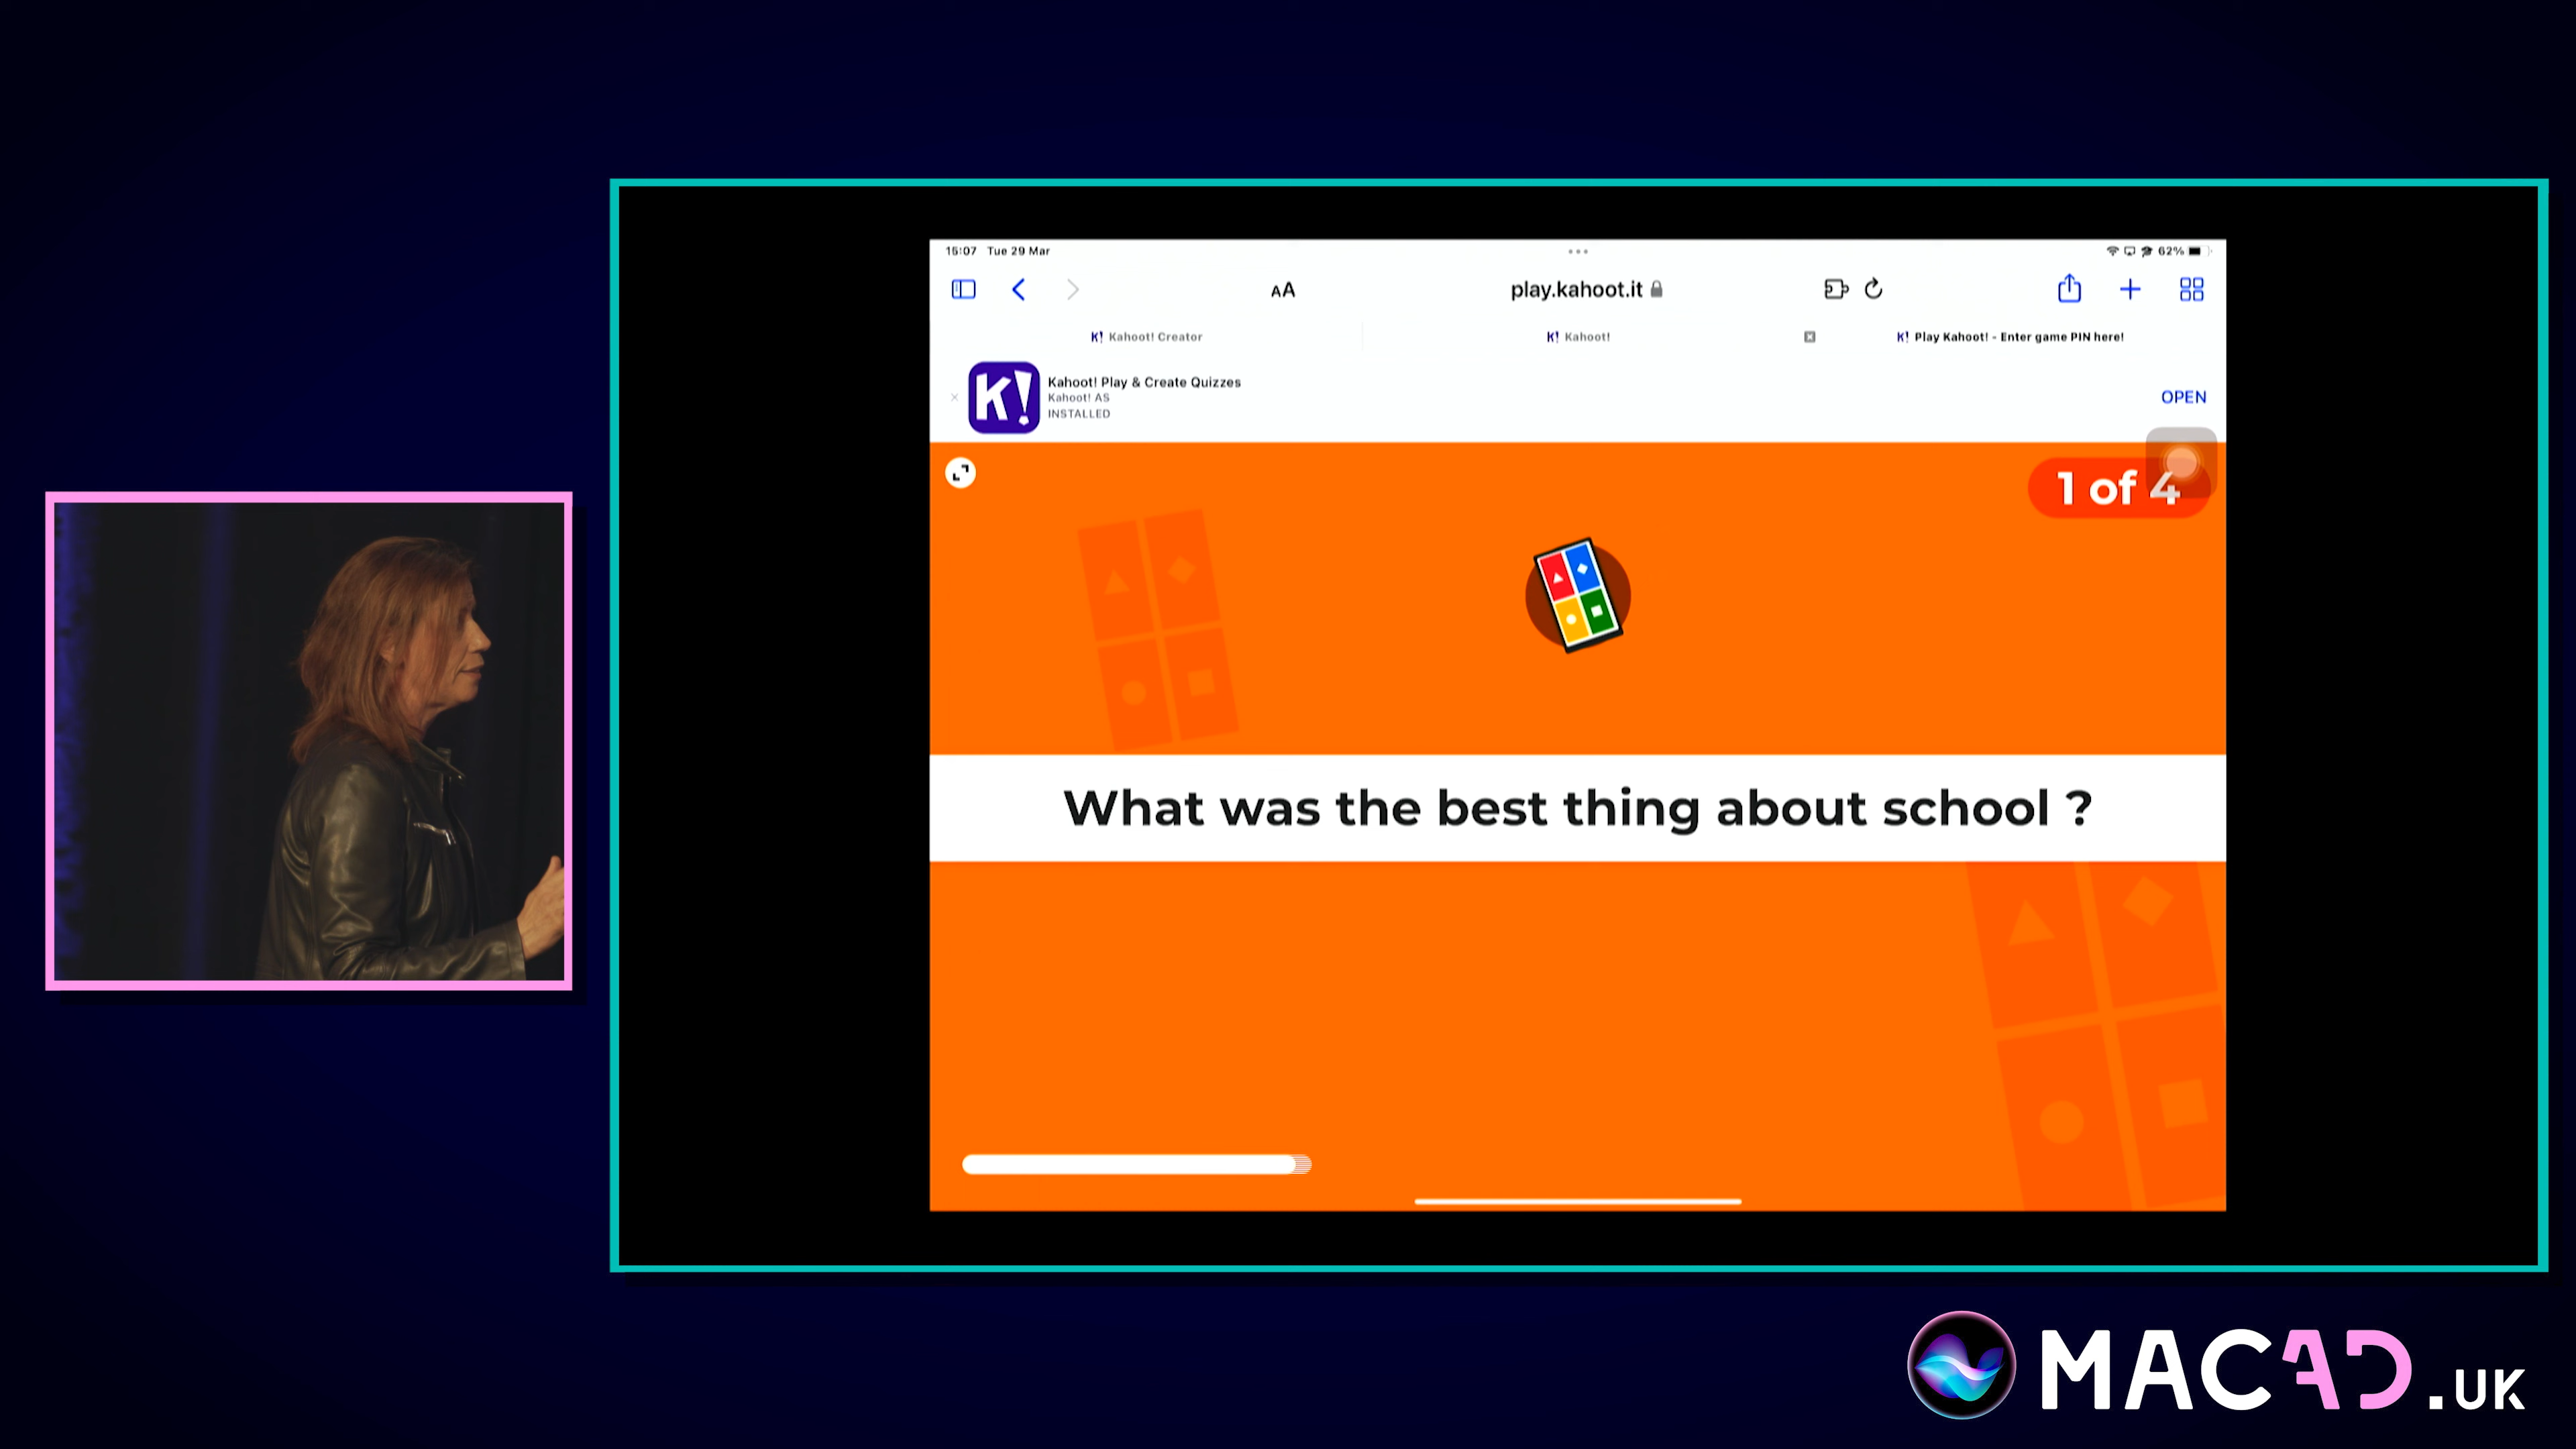 15:07 Tue 29 Mar
62%
AA
play.kahoot.it
K! Kahoot! Creator
K! Kahoot!
K! Play Kahoot! - Enter game PIN here!
K!
Kahoot! Play & Create Quizzes
Kahoot! AS
INSTALLED
OPEN
1 of 4
What was the best thing about school ?
MACAD.UK